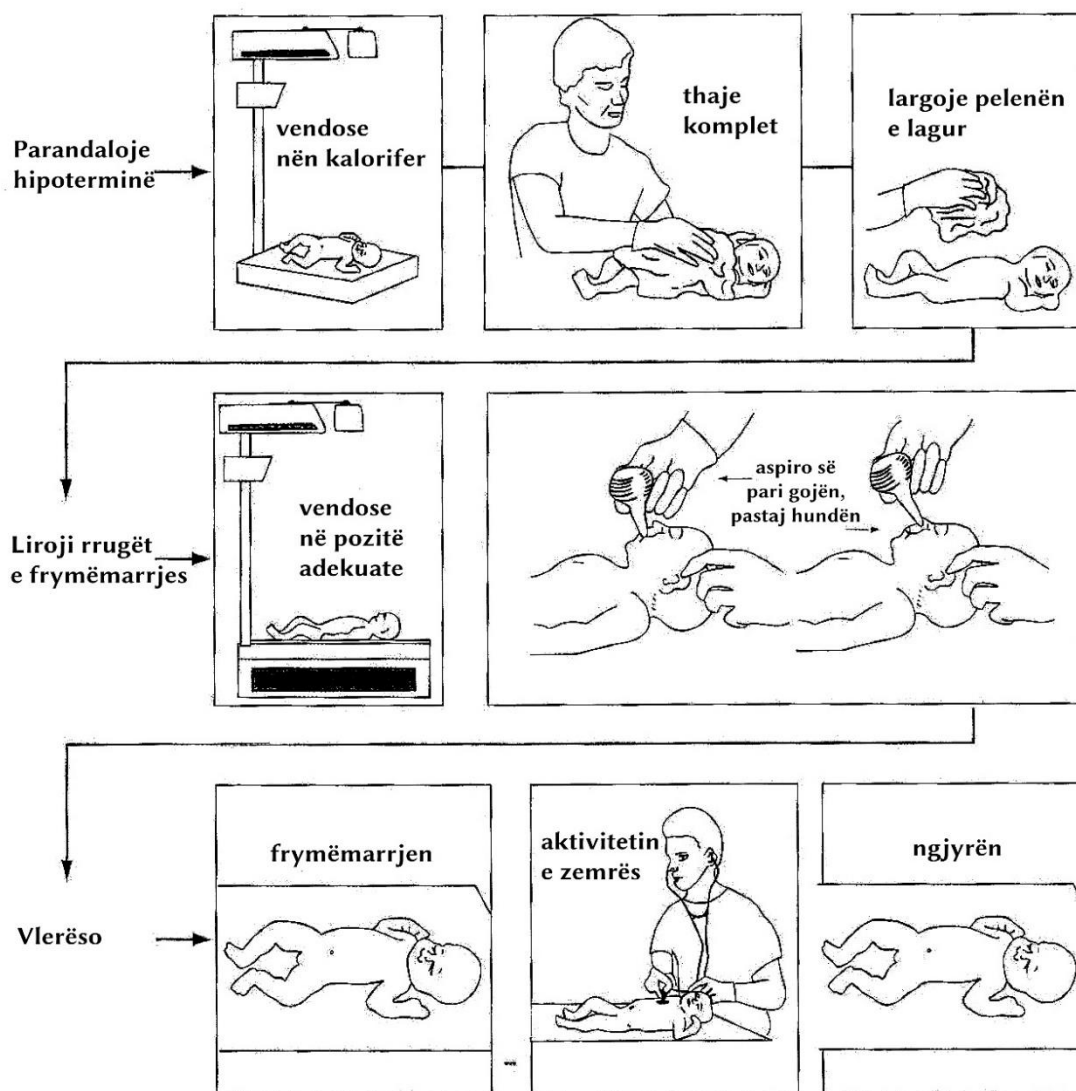 Parandaloje
hipoterminë
vendose
nën kalorifer
thaje
komplet
largoje pelenën
e lagur
Liroji rrugët
e frymëmarrjes
vendose
në pozitë
adekuate
aspiro së
pari gojën,
pastaj hundën
Vlerëso
frymëmarrjen
aktivitetin
e zemrës
ngjyrën